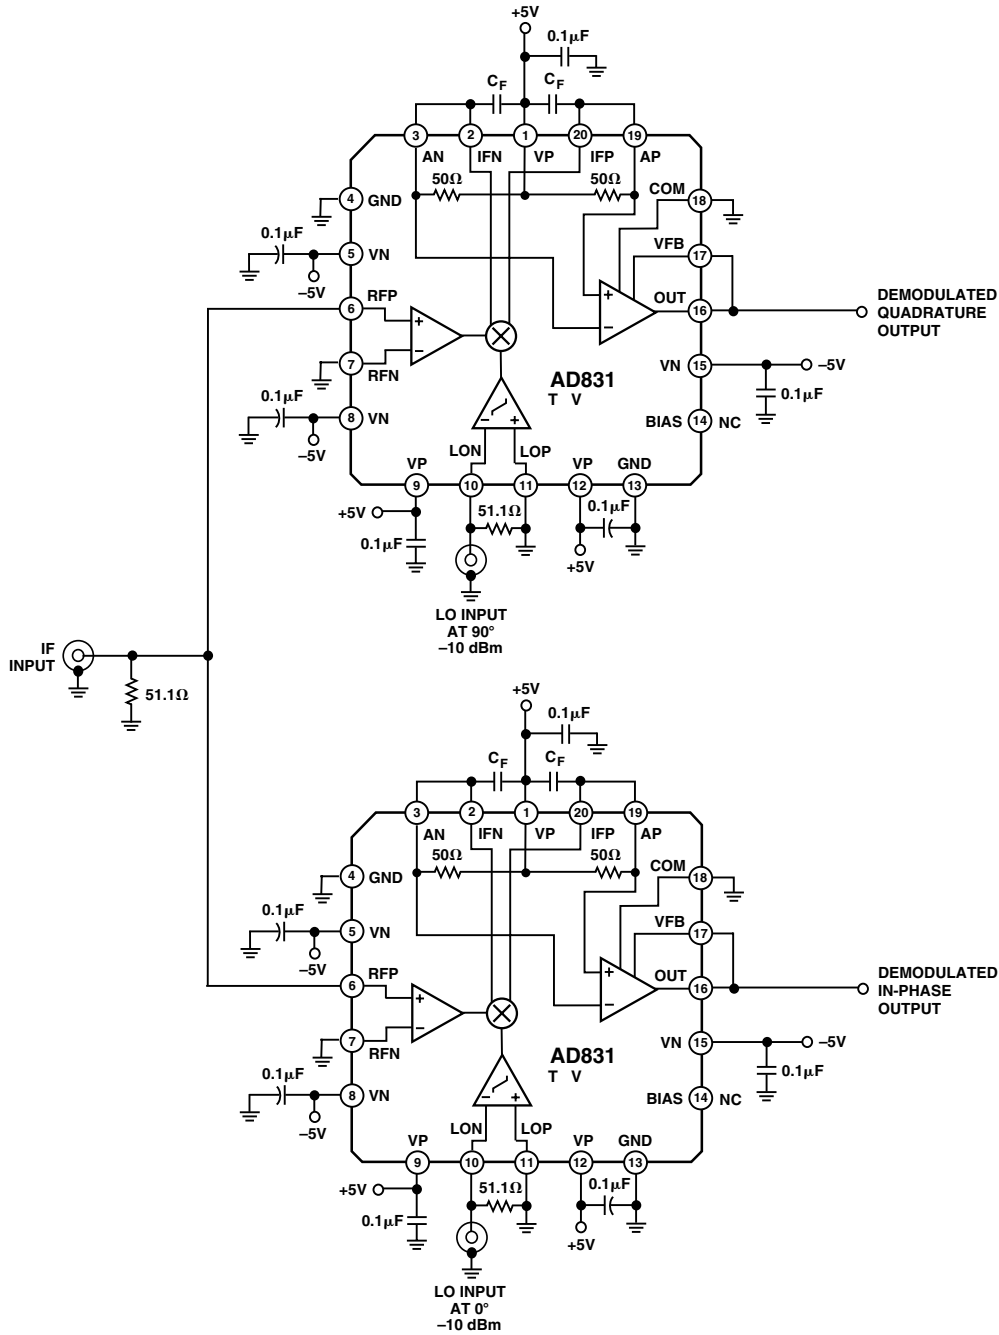 +5V
0.1µF
CF CF
3 2 1 20 19
AN IFN VP IFP AP
50Ω 50Ω
4 GND
COM 18
0.1µF
5 VN
–5V
VFB 17
6 RFP
+
–
7 RFN
+
–
OUT 16
DEMODULATED
QUADRATURE
OUTPUT
VN 15
–5V
0.1µF
AD831
T V
0.1µF
8 VN
–5V
– +
BIAS 14 NC
LON LOP
VP VP GND
9 10 11 12 13
+5V
0.1µF
51.1Ω
0.1µF
+5V
LO INPUT
AT 90°
–10 dBm
IF
INPUT
51.1Ω
+5V
0.1µF
CF CF
3 2 1 20 19
AN IFN VP IFP AP
50Ω 50Ω
4 GND
COM 18
0.1µF
5 VN
–5V
VFB 17
6 RFP
+
–
7 RFN
+
–
OUT 16
DEMODULATED
IN-PHASE
OUTPUT
VN 15
–5V
0.1µF
AD831
T V
0.1µF
8 VN
–5V
– +
BIAS 14 NC
LON LOP
VP VP GND
9 10 11 12 13
+5V
0.1µF
51.1Ω
0.1µF
+5V
LO INPUT
AT 0°
–10 dBm